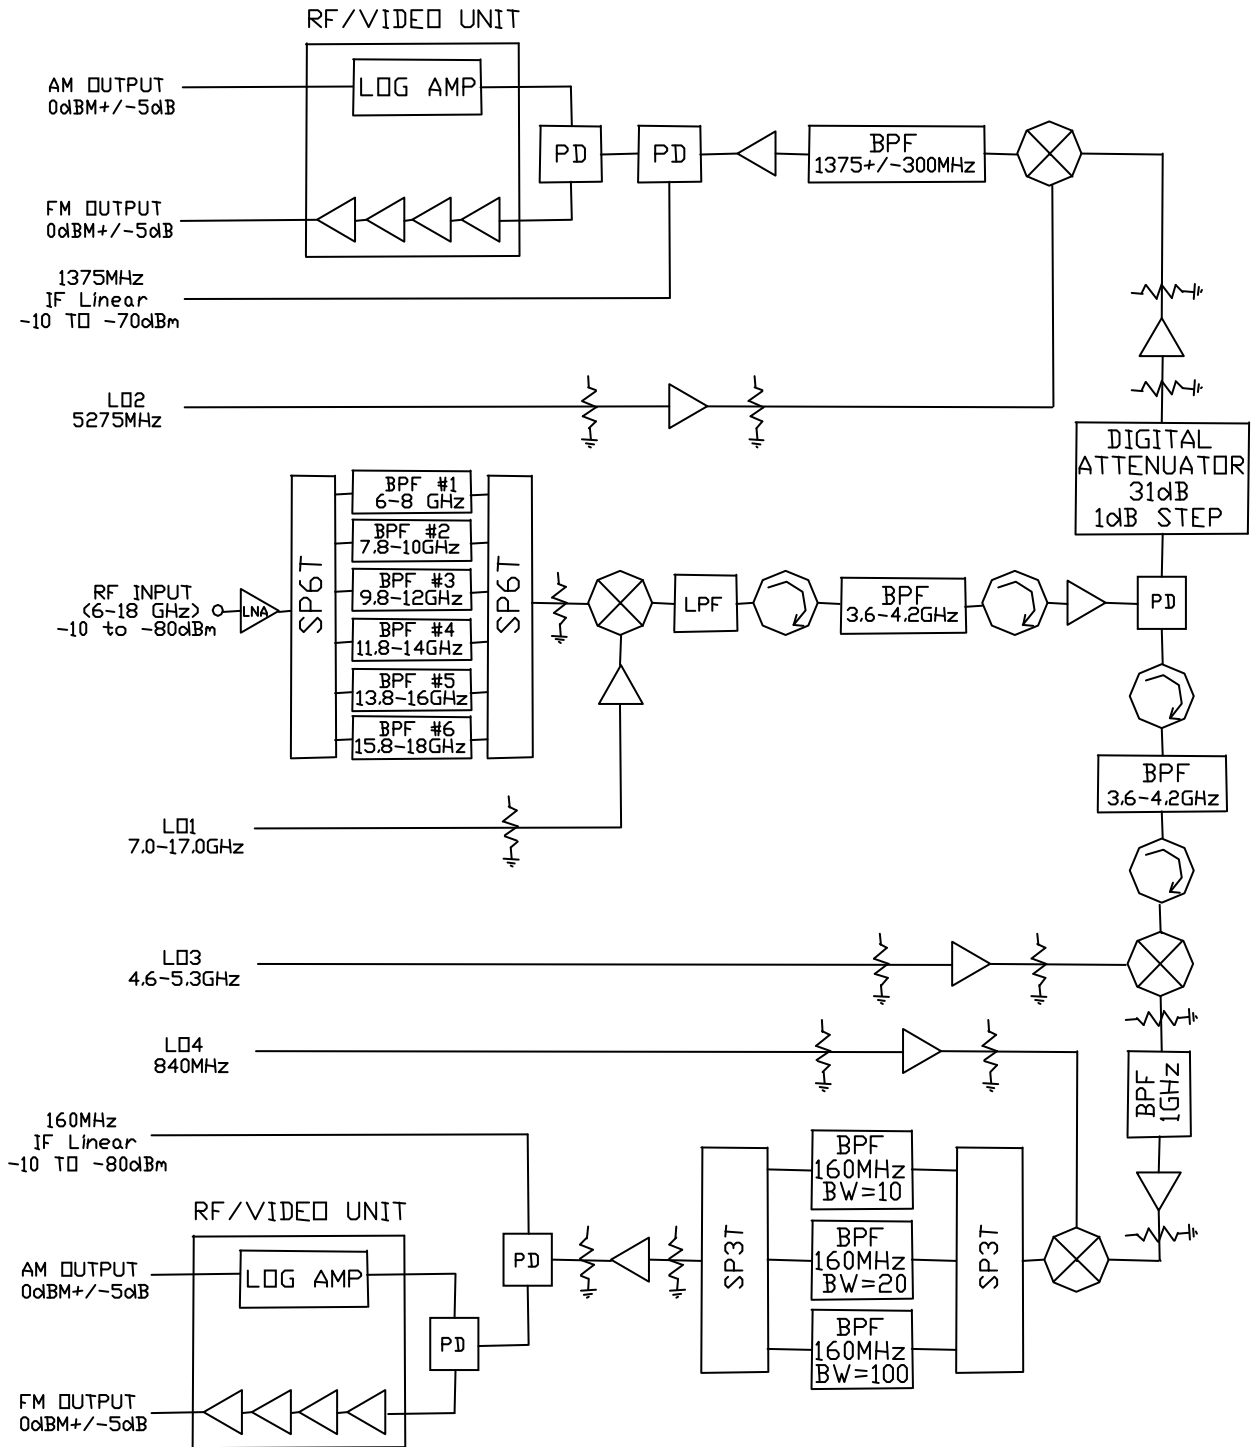 RF/VIDEO UNIT
LOG AMP
AM OUTPUT
0dBM+/-5dB
PD
PD
BPF
1375+/-300MHz
FM OUTPUT
0dBM+/-5dB
1375MHz
IF Linear
-10 TO -70dBm
LO2
5275MHz
DIGITAL
ATTENUATOR
31dB
1dB STEP
RF INPUT
(6-18 GHz)
-10 to -80dBm
LNA
SP6T
BPF #1
6-8 GHz
BPF #2
7,8-10GHz
BPF #3
9,8-12GHz
BPF #4
11,8-14GHz
BPF #5
13,8-16GHz
BPF #6
15,8-18GHz
SP6T
LPF
BPF
3,6-4,2GHz
PD
BPF
3,6-4,2GHz
LO1
7,0-17,0GHz
LO3
4,6-5,3GHz
LO4
840MHz
BPF
1GHz
160MHz
IF Linear
-10 TO -80dBm
RF/VIDEO UNIT
LOG AMP
AM OUTPUT
0dBM+/-5dB
PD
PD
SP3T
BPF
160MHz
BW=10
BPF
160MHz
BW=20
BPF
160MHz
BW=100
SP3T
FM OUTPUT
0dBM+/-5dB